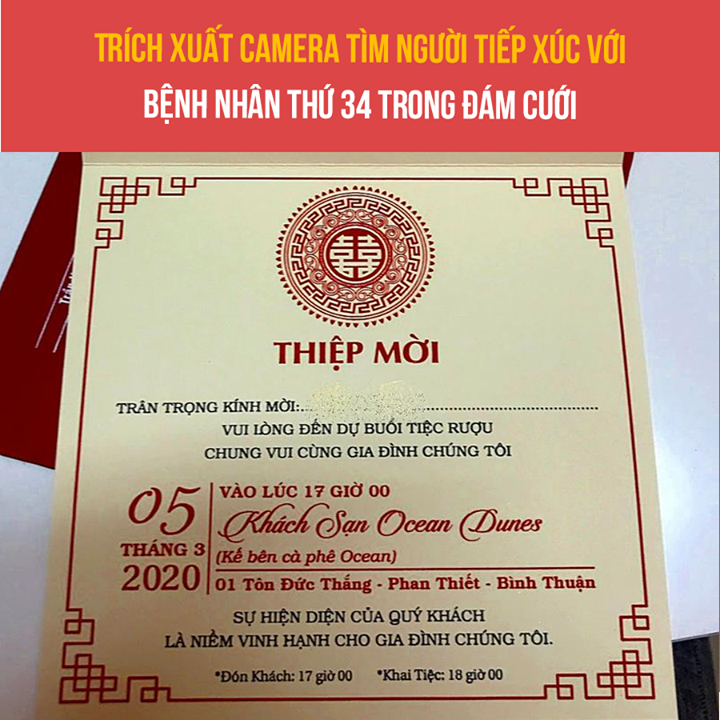 TRÍCH XUẤT CAMERA TÌM NGƯỜI TIẾP XÚC VỚI
BỆNH NHÂN THỨ 34 TRONG ĐÁM CƯỚI
囍
THIỆP MỜI
TRÂN TRỌNG KÍNH MỜI:
VUI LÒNG ĐẾN DỰ BUỔI TIỆC RƯỢU
CHUNG VUI CÙNG GIA ĐÌNH CHÚNG TÔI
05
THÁNG 3
2020
VÀO LÚC 17 GIỜ 00
Khách Sạn Ocean Dunes
(Kế bên cà phê Ocean)
01 Tôn Đức Thắng - Phan Thiết - Bình Thuận
SỰ HIỆN DIỆN CỦA QUÝ KHÁCH
LÀ NIỀM VINH HẠNH CHO GIA ĐÌNH CHÚNG TÔI.
*Đón Khách: 17 giờ 00 *Khai Tiệc: 18 giờ 00